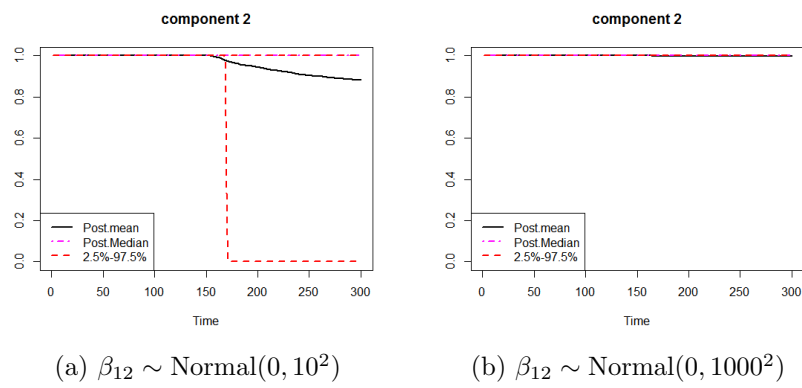 component 2
1.0
0.8
0.6
0.4
0.2
0.0
Post.mean
Post.Median
2.5%-97.5%
0 50 100 150 200 250 300
Time
(a) β₁₂ ∼ Normal(0, 10²)
component 2
1.0
0.8
0.6
0.4
0.2
0.0
Post.mean
Post.Median
2.5%-97.5%
0 50 100 150 200 250 300
Time
(b) β₁₂ ∼ Normal(0, 1000²)